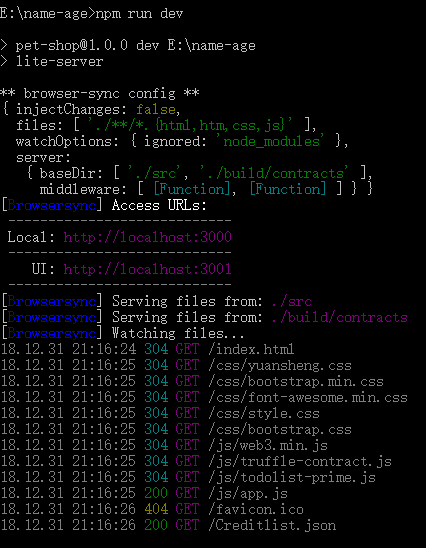 E:\name-age>npm run dev
> pet-shop@1.0.0 dev E:\name-age
> lite-server
** browser-sync config **
{ injectChanges: false,
files: [ './**/*.{html,htm,css,js}' ],
watchOptions: { ignored: 'node_modules' },
server:
{ baseDir: [ './src', './build/contracts' ],
middleware: [ [Function], [Function] ] } }
[Browsersync] Access URLs:
----------------------------
Local: http://localhost:3000
----------------------------
UI: http://localhost:3001
----------------------------
[Browsersync] Serving files from: ./src
[Browsersync] Serving files from: ./build/contracts
[Browsersync] Watching files...
18.12.31 21:16:24 304 GET /index.html
18.12.31 21:16:25 304 GET /css/yuansheng.css
18.12.31 21:16:25 304 GET /css/bootstrap.min.css
18.12.31 21:16:25 304 GET /css/font-awesome.min.css
18.12.31 21:16:25 304 GET /css/style.css
18.12.31 21:16:25 304 GET /css/bootstrap.css
18.12.31 21:16:25 304 GET /js/web3.min.js
18.12.31 21:16:25 304 GET /js/truffle-contract.js
18.12.31 21:16:25 304 GET /js/todolist-prime.js
18.12.31 21:16:25 200 GET /js/app.js
18.12.31 21:16:26 404 GET /favicon.ico
18.12.31 21:16:26 200 GET /Creditlist.json